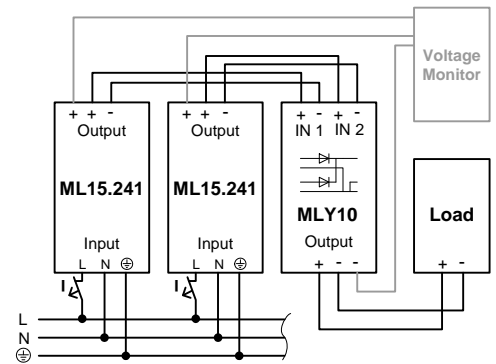 Voltage
Monitor
+ + -
Output
ML15.241
Input
L N
I
+ + -
Output
ML15.241
Input
L N
I
+ - + -
IN 1 IN 2
MLY10
Output
+ - -
Load
+ -
L
N